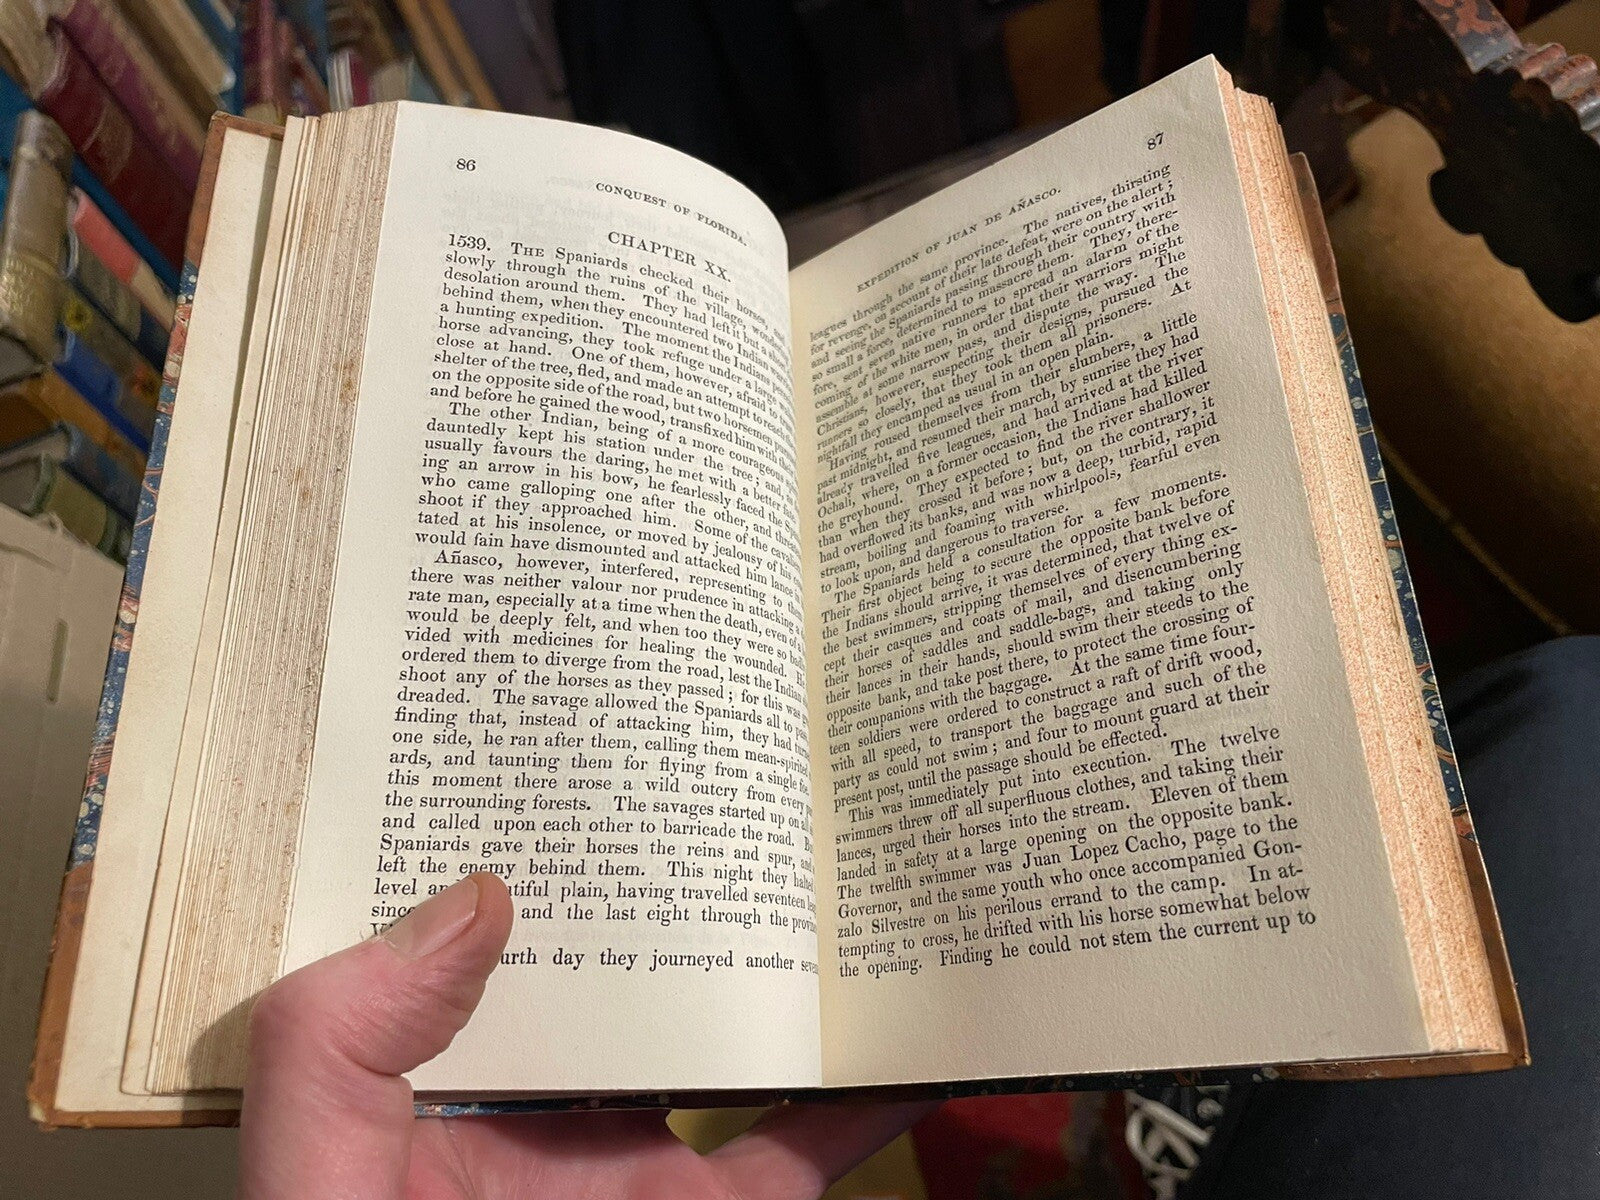 86
CONQUEST OF FLORIDA.
CHAPTER XX.
1539. THE Spaniards checked their horses, and
slowly through the ruins of the village,
desolation around them. They had left it but a short
behind them, when they encountered two Indian
a hunting expedition. The moment the Indians
horse advancing, they took refuge under a large
close at hand. One of them, however, afraid to
shelter of the tree, fled, and made an attempt to reach
on the opposite side of the road, but two horsemen
and before he gained the wood, transfixed him with their
The other Indian, being of a more courageous
dauntedly kept his station under the tree; and, as
usually favours the daring, he met with a better fate.
ing an arrow in his bow, he fearlessly faced the
who came galloping one after the other, and
shoot if they approached him. Some of the
tated at his insolence, or moved by jealousy of his
would fain have dismounted and attacked him lance in
Añasco, however, interfered, representing to them
there was neither valour nor prudence in attacking a
rate man, especially at a time when the death, even of a
would be deeply felt, and when too they were so badly
vided with medicines for healing the wounded. He
ordered them to diverge from the road, lest the Indian
shoot any of the horses as they passed; for this was
dreaded. The savage allowed the Spaniards all to pass,
finding that, instead of attacking him, they had turned
one side, he ran after them, calling them mean-spirited
ards, and taunting them for flying from a single foe.
this moment there arose a wild outcry from every
the surrounding forests. The savages started up on all
and called upon each other to barricade the road.
Spaniards gave their horses the reins and spur, and
left the enemy behind them. This night they halted
level plain, having travelled seventeen
since and the last eight through the
day they journeyed another
87
EXPEDITION OF JUAN DE AÑASCO.
leagues through the same province. The natives, thirsting
for revenge, on account of their late defeat, were on the alert;
and seeing the Spaniards passing through their country with
so small a force, determined to massacre them. They, there-
fore, sent seven native runners to spread an alarm of the
coming of the white men, in order that their warriors might
assemble at some narrow pass, and dispute the way. The
Christians, however, suspecting their designs, pursued the
runners so closely, that they took them all prisoners. At
nightfall they encamped as usual in an open plain.
Having roused themselves from their slumbers, a little
past midnight, and resumed their march, by sunrise they had
already travelled five leagues, and had arrived at the river
Ochali, where, on a former occasion, the Indians had killed
the greyhound. They expected to find the river shallower
than when they crossed it before; but, on the contrary, it
had overflowed its banks, and was now a deep, turbid, rapid
stream, boiling and foaming with whirlpools, fearful even
to look upon, and dangerous to traverse.
The Spaniards held a consultation for a few moments.
Their first object being to secure the opposite bank before
the Indians should arrive, it was determined, that twelve of
the best swimmers, stripping themselves of every thing ex-
cept their casques and coats of mail, and disencumbering
their horses of saddles and saddle-bags, and taking only
their lances in their hands, should swim their steeds to the
opposite bank, and take post there, to protect the crossing of
their companions with the baggage. At the same time four-
teen soldiers were ordered to construct a raft of drift wood,
with all speed, to transport the baggage and such of the
party as could not swim; and four to mount guard at their
present post, until the passage should be effected.
This was immediately put into execution. The twelve
swimmers threw off all superfluous clothes, and taking their
lances, urged their horses into the stream. Eleven of them
landed in safety at a large opening on the opposite bank.
The twelfth swimmer was Juan Lopez Cacho, page to the
Governor, and the same youth who once accompanied Gon-
zalo Silvestre on his perilous errand to the camp. In at-
tempting to cross, he drifted with his horse somewhat below
the opening. Finding he could not stem the current up to